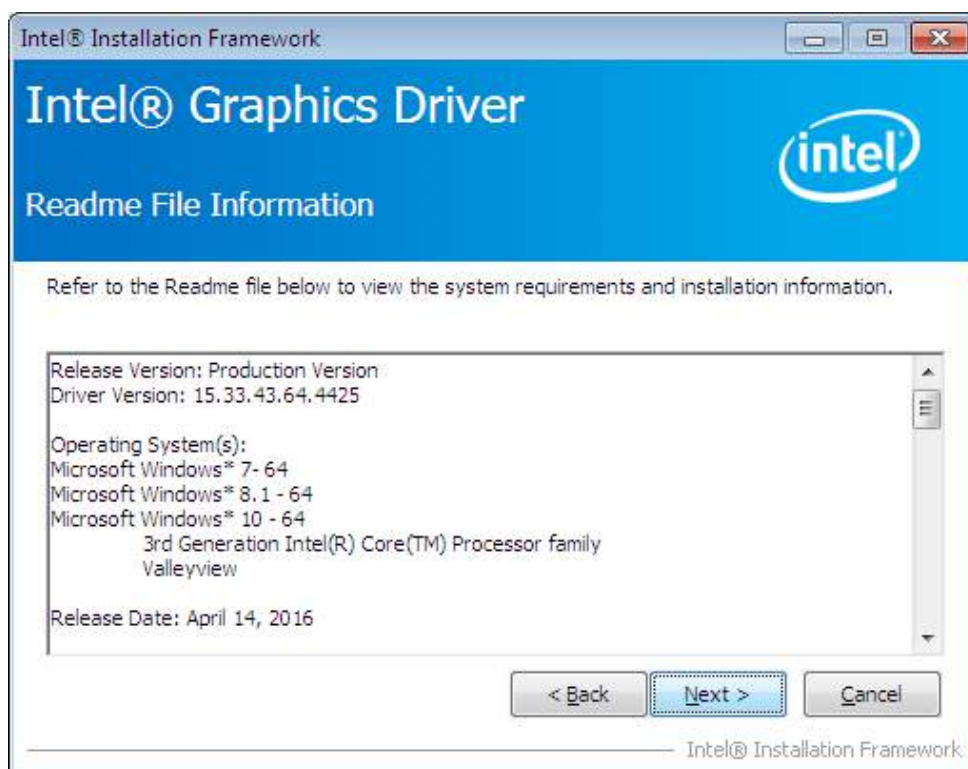 Intel® Installation Framework
Intel® Graphics Driver
intel
Readme File Information
Refer to the Readme file below to view the system requirements and installation information.
Release Version: Production Version
Driver Version: 15.33.43.64.4425
Operating System(s):
Microsoft Windows* 7- 64
Microsoft Windows* 8.1 - 64
Microsoft Windows* 10 - 64
3rd Generation Intel(R) Core(TM) Processor family
Valleyview
Release Date: April 14, 2016
< Back Next > Cancel
Intel® Installation Framework